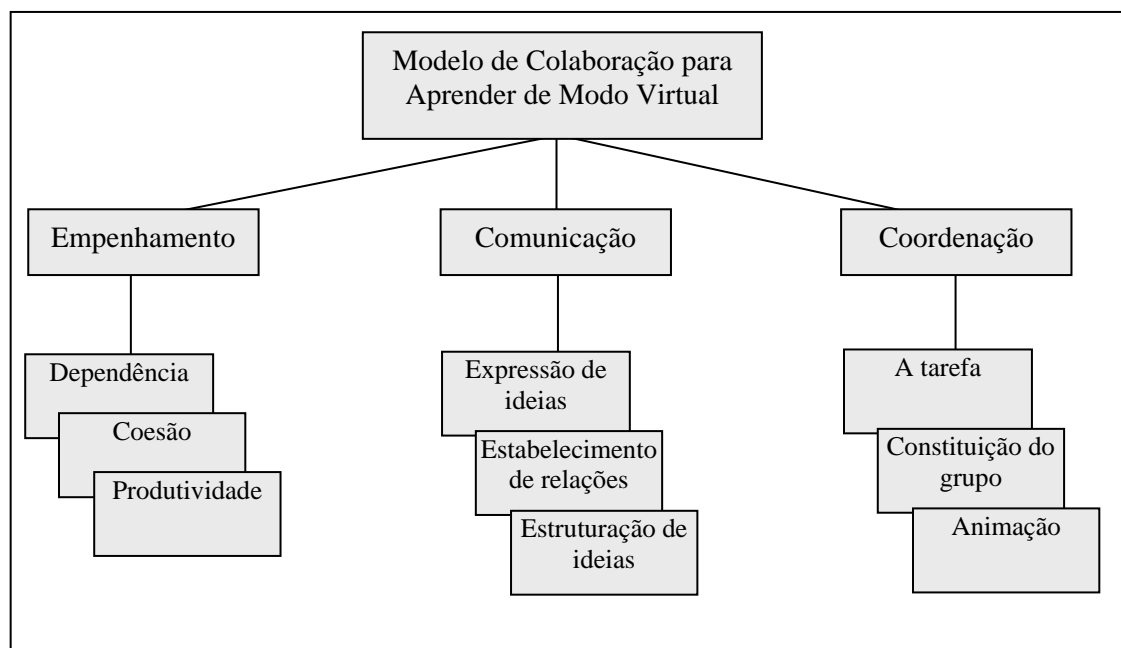 Modelo de Colaboração para
Aprender de Modo Virtual
Empenhamento
Comunicação
Coordenação
Dependência
Coesão
Produtividade
Expressão de
ideias
Estabelecimento
de relações
Estruturação de
ideias
A tarefa
Constituição do
grupo
Animação